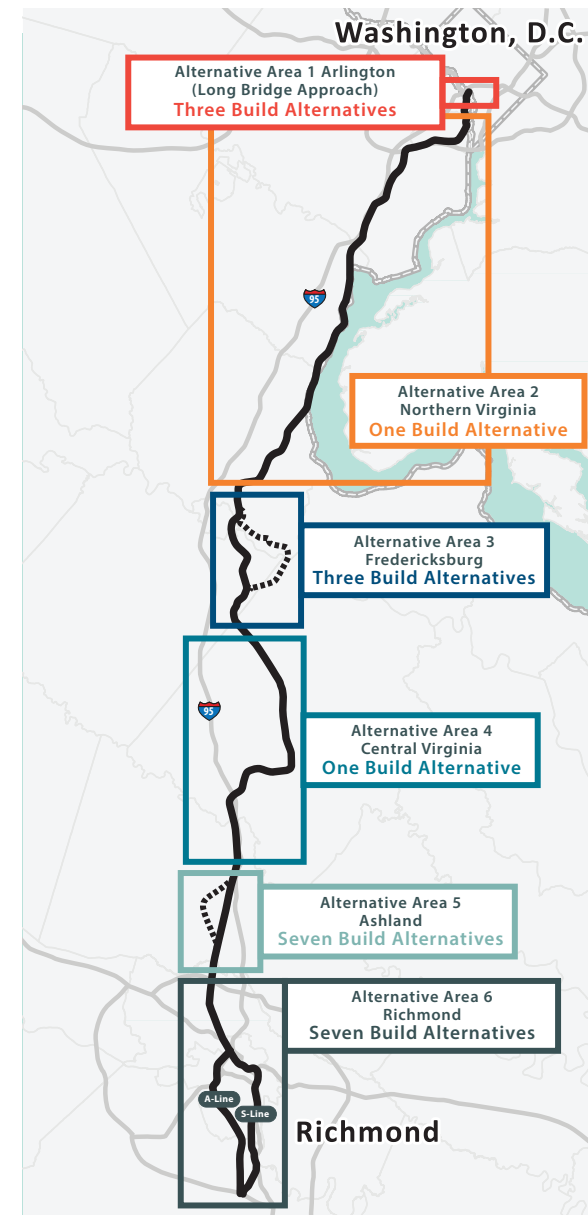 Washington, D.C.
Alternative Area 1 Arlington
(Long Bridge Approach)
Three Build Alternatives
95
Alternative Area 2
Northern Virginia
One Build Alternative
Alternative Area 3
Fredericksburg
Three Build Alternatives
95
Alternative Area 4
Central Virginia
One Build Alternative
Alternative Area 5
Ashland
Seven Build Alternatives
Alternative Area 6
Richmond
Seven Build Alternatives
A-Line
S-Line
Richmond